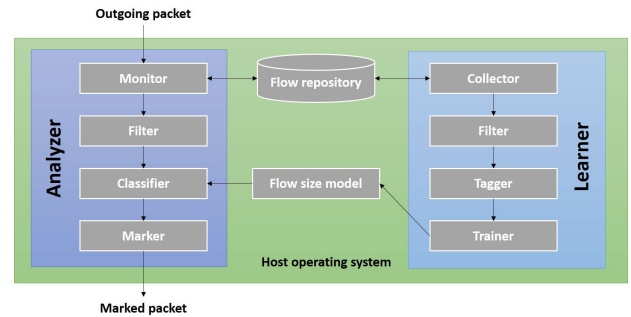 Outgoing packet
Analyzer
Monitor
Filter
Classifier
Marker
Flow repository
Flow size model
Collector
Filter
Tagger
Trainer
Learner
Host operating system
Marked packet